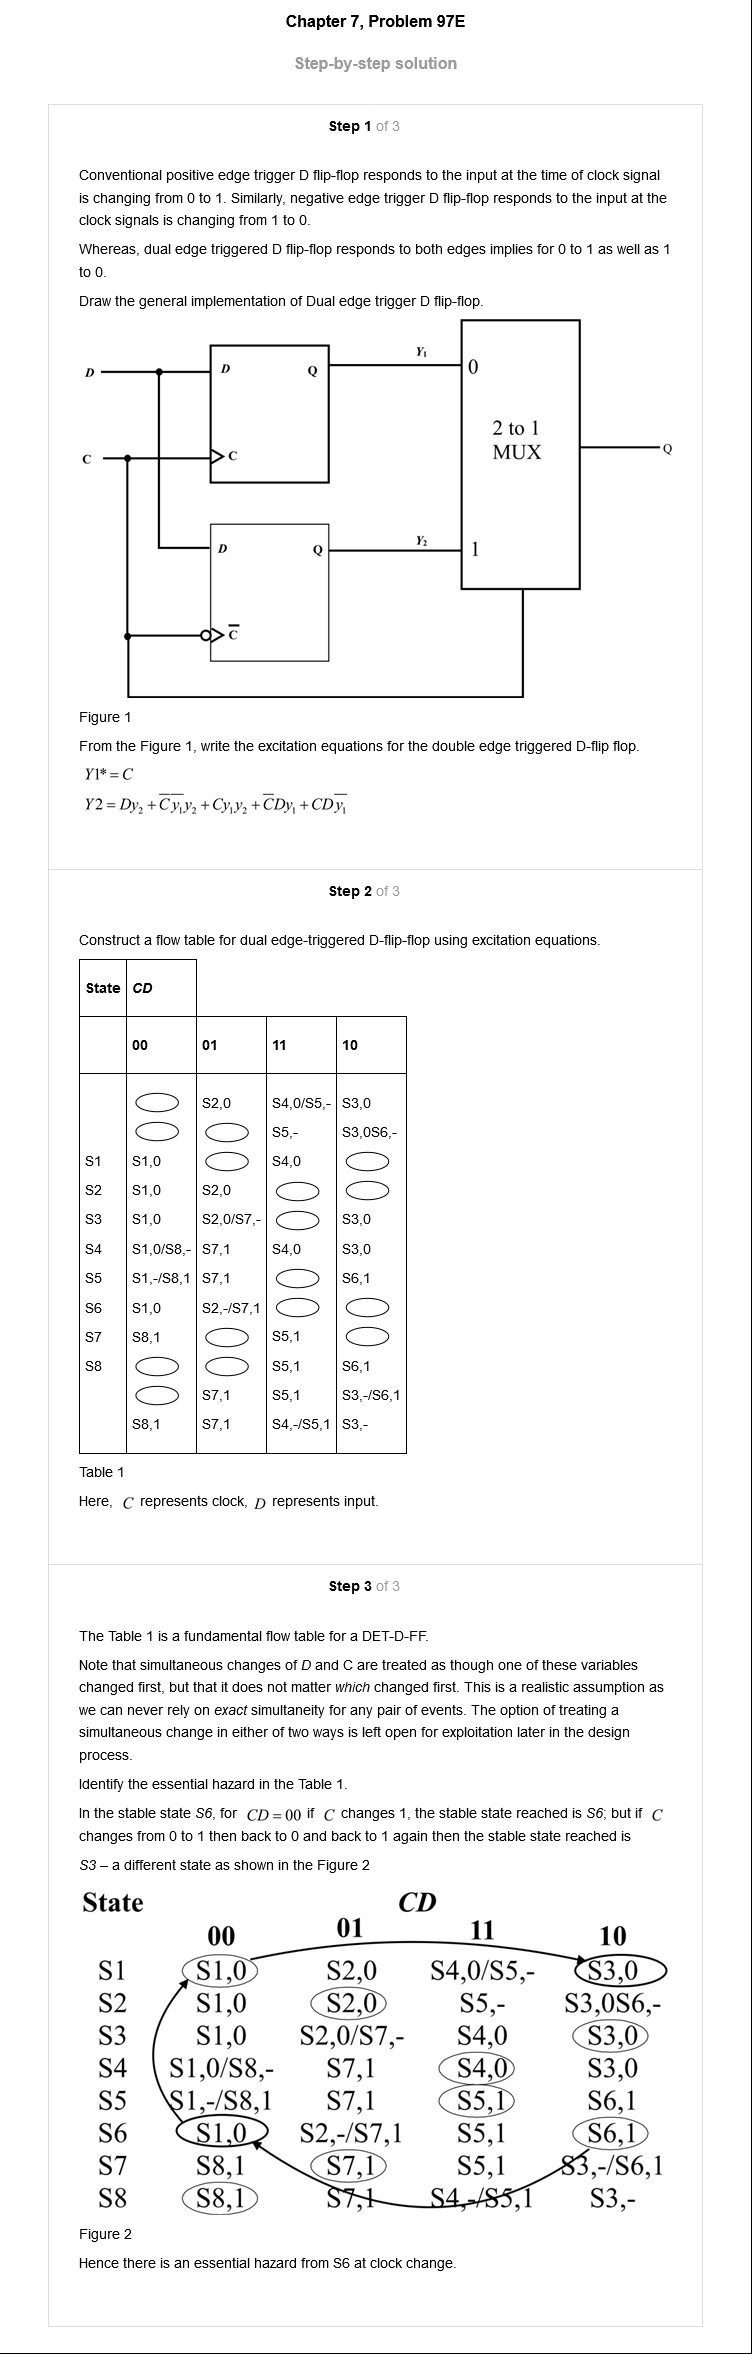 Chapter 7, Problem 97E
Step-by-step solution
Step 1 of 3
Conventional positive edge trigger D flip-flop responds to the input at the time of clock signal
is changing from 0 to 1. Similarly, negative edge trigger D flip-flop responds to the input at the
clock signals is changing from 1 to 0.
Whereas, dual edge triggered D flip-flop responds to both edges implies for 0 to 1 as well as 1
to 0.
Draw the general implementation of Dual edge trigger D flip-flop.
D D Q Y₁ 0
2 to 1
MUX
C C Q
D Q Y₂ 1
C̅
Figure 1
From the Figure 1, write the excitation equations for the double edge triggered D-flip flop.
Y1* = C
Y2 = Dy₂ + C̅y̅₁y₂ + Cy₁y₂ + C̅Dy₁ + CDy̅₁
Step 2 of 3
Construct a flow table for dual edge-triggered D-flip-flop using excitation equations.
State CD
00 01 11 10
S2,0 S4,0/S5,- S3,0
S5,- S3,0S6,-
S1 S1,0 S4,0
S2 S1,0 S2,0
S3 S1,0 S2,0/S7,- S3,0
S4 S1,0/S8,- S7,1 S4,0 S3,0
S5 S1,-/S8,1 S7,1 S6,1
S6 S1,0 S2,-/S7,1
S7 S8,1 S5,1
S8 S5,1 S6,1
S7,1 S5,1 S3,-/S6,1
S8,1 S7,1 S4,-/S5,1 S3,-
Table 1
Here, C represents clock, D represents input.
Step 3 of 3
The Table 1 is a fundamental flow table for a DET-D-FF.
Note that simultaneous changes of D and C are treated as though one of these variables
changed first, but that it does not matter which changed first. This is a realistic assumption as
we can never rely on exact simultaneity for any pair of events. The option of treating a
simultaneous change in either of two ways is left open for exploitation later in the design
process.
Identify the essential hazard in the Table 1.
In the stable state S6, for CD = 00 if C changes 1, the stable state reached is S6; but if C
changes from 0 to 1 then back to 0 and back to 1 again then the stable state reached is
S3 – a different state as shown in the Figure 2
State CD
00 01 11 10
S1 S1,0 S2,0 S4,0/S5,- S3,0
S2 S1,0 S2,0 S5,- S3,0S6,-
S3 S1,0 S2,0/S7,- S4,0 S3,0
S4 S1,0/S8,- S7,1 S4,0 S3,0
S5 S1,-/S8,1 S7,1 S5,1 S6,1
S6 S1,0 S2,-/S7,1 S5,1 S6,1
S7 S8,1 S7,1 S5,1 S3,-/S6,1
S8 S8,1 S7,1 S4,-/S5,1 S3,-
Figure 2
Hence there is an essential hazard from S6 at clock change.